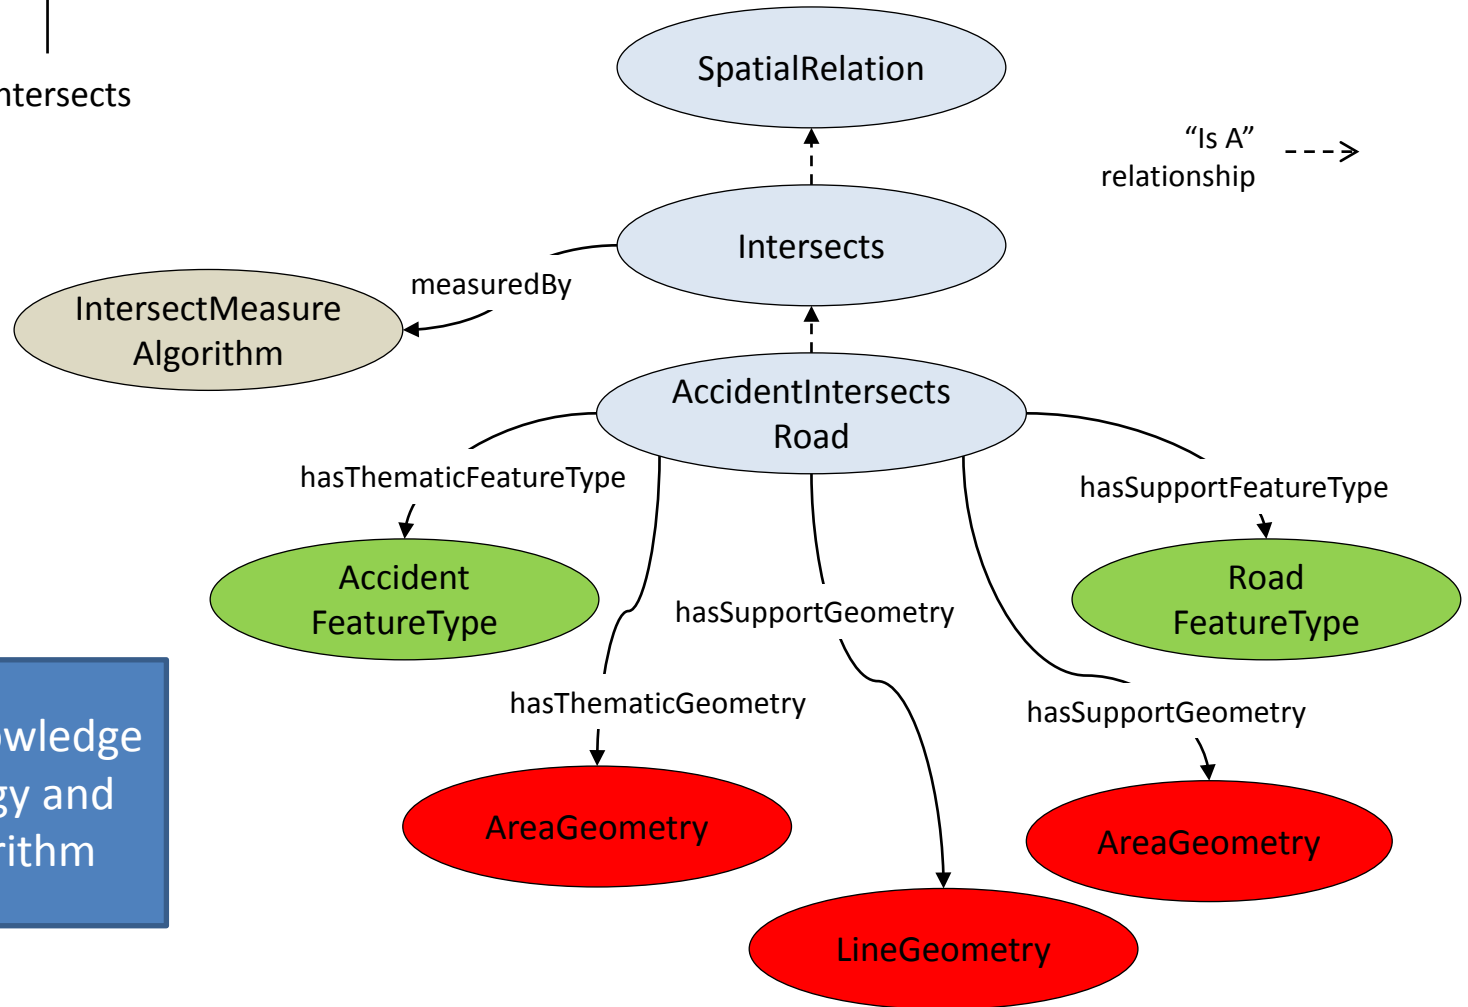 SpatialRelation
ntersects
“Is A”
relationship
Intersects
measuredBy
IntersectMeasure
Algorithm
AccidentIntersects
Road
hasThematicFeatureType
hasSupportFeatureType
Accident
FeatureType
Road
FeatureType
hasSupportGeometry
hasThematicGeometry
hasSupportGeometry
owledge
gy and
rithm
AreaGeometry
AreaGeometry
LineGeometry